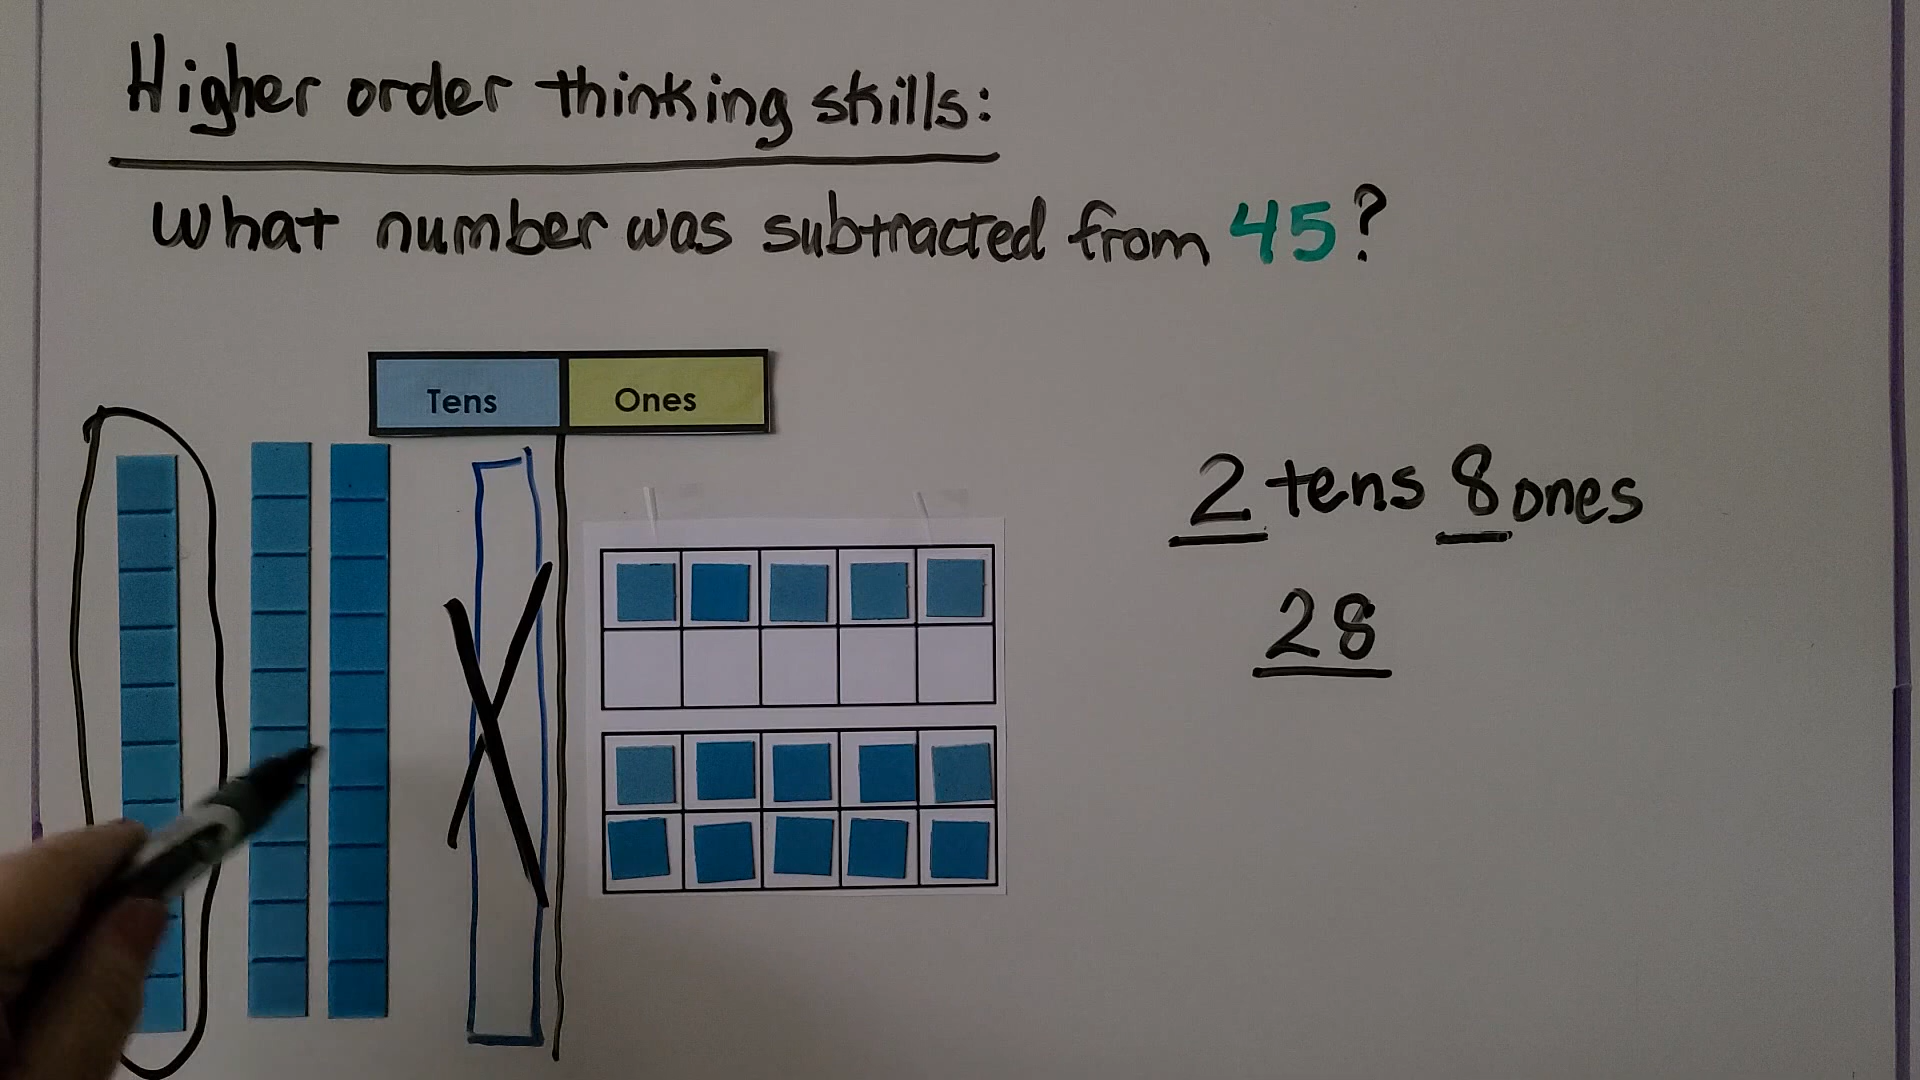 Higher order thinking skills:
What number was subtracted from 45?
Tens Ones
2 tens 8 ones
28